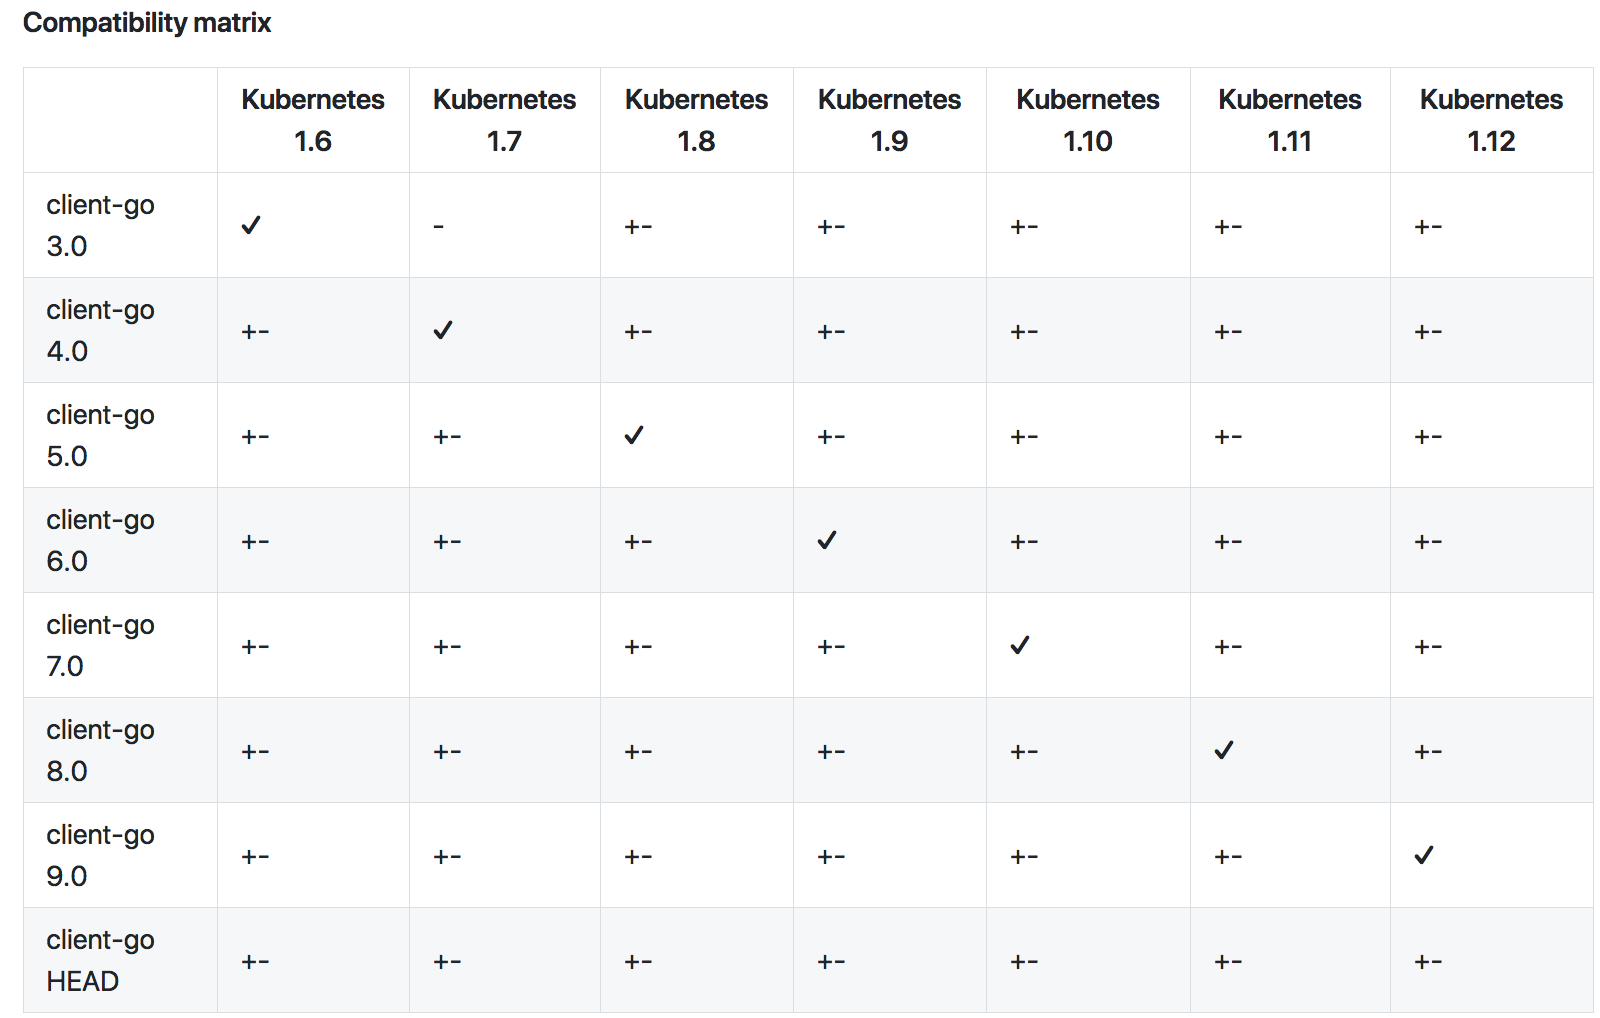 Compatibility matrix
Kubernetes 1.6 Kubernetes 1.7 Kubernetes 1.8 Kubernetes 1.9 Kubernetes 1.10 Kubernetes 1.11 Kubernetes 1.12
client-go 3.0 ✓ - +- +- +- +- +-
client-go 4.0 +- ✓ +- +- +- +- +-
client-go 5.0 +- +- ✓ +- +- +- +-
client-go 6.0 +- +- +- ✓ +- +- +-
client-go 7.0 +- +- +- +- ✓ +- +-
client-go 8.0 +- +- +- +- +- ✓ +-
client-go 9.0 +- +- +- +- +- +- ✓
client-go HEAD +- +- +- +- +- +- +-